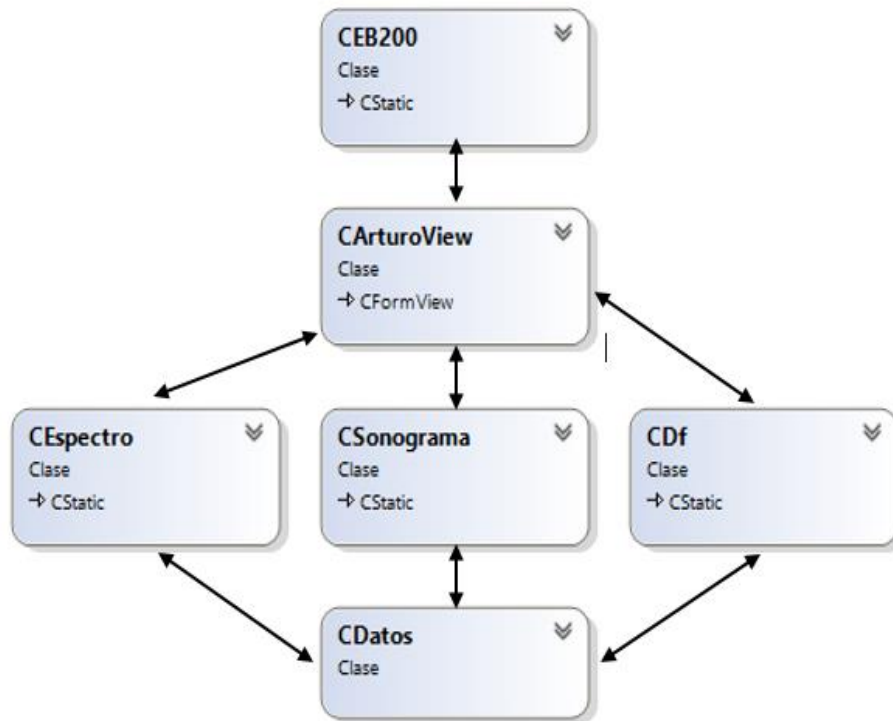 CEB200
Clase
CStatic
CArturoView
Clase
CFormView
CEspectro
Clase
CStatic
CSonograma
Clase
CStatic
CDf
Clase
CStatic
CDatos
Clase